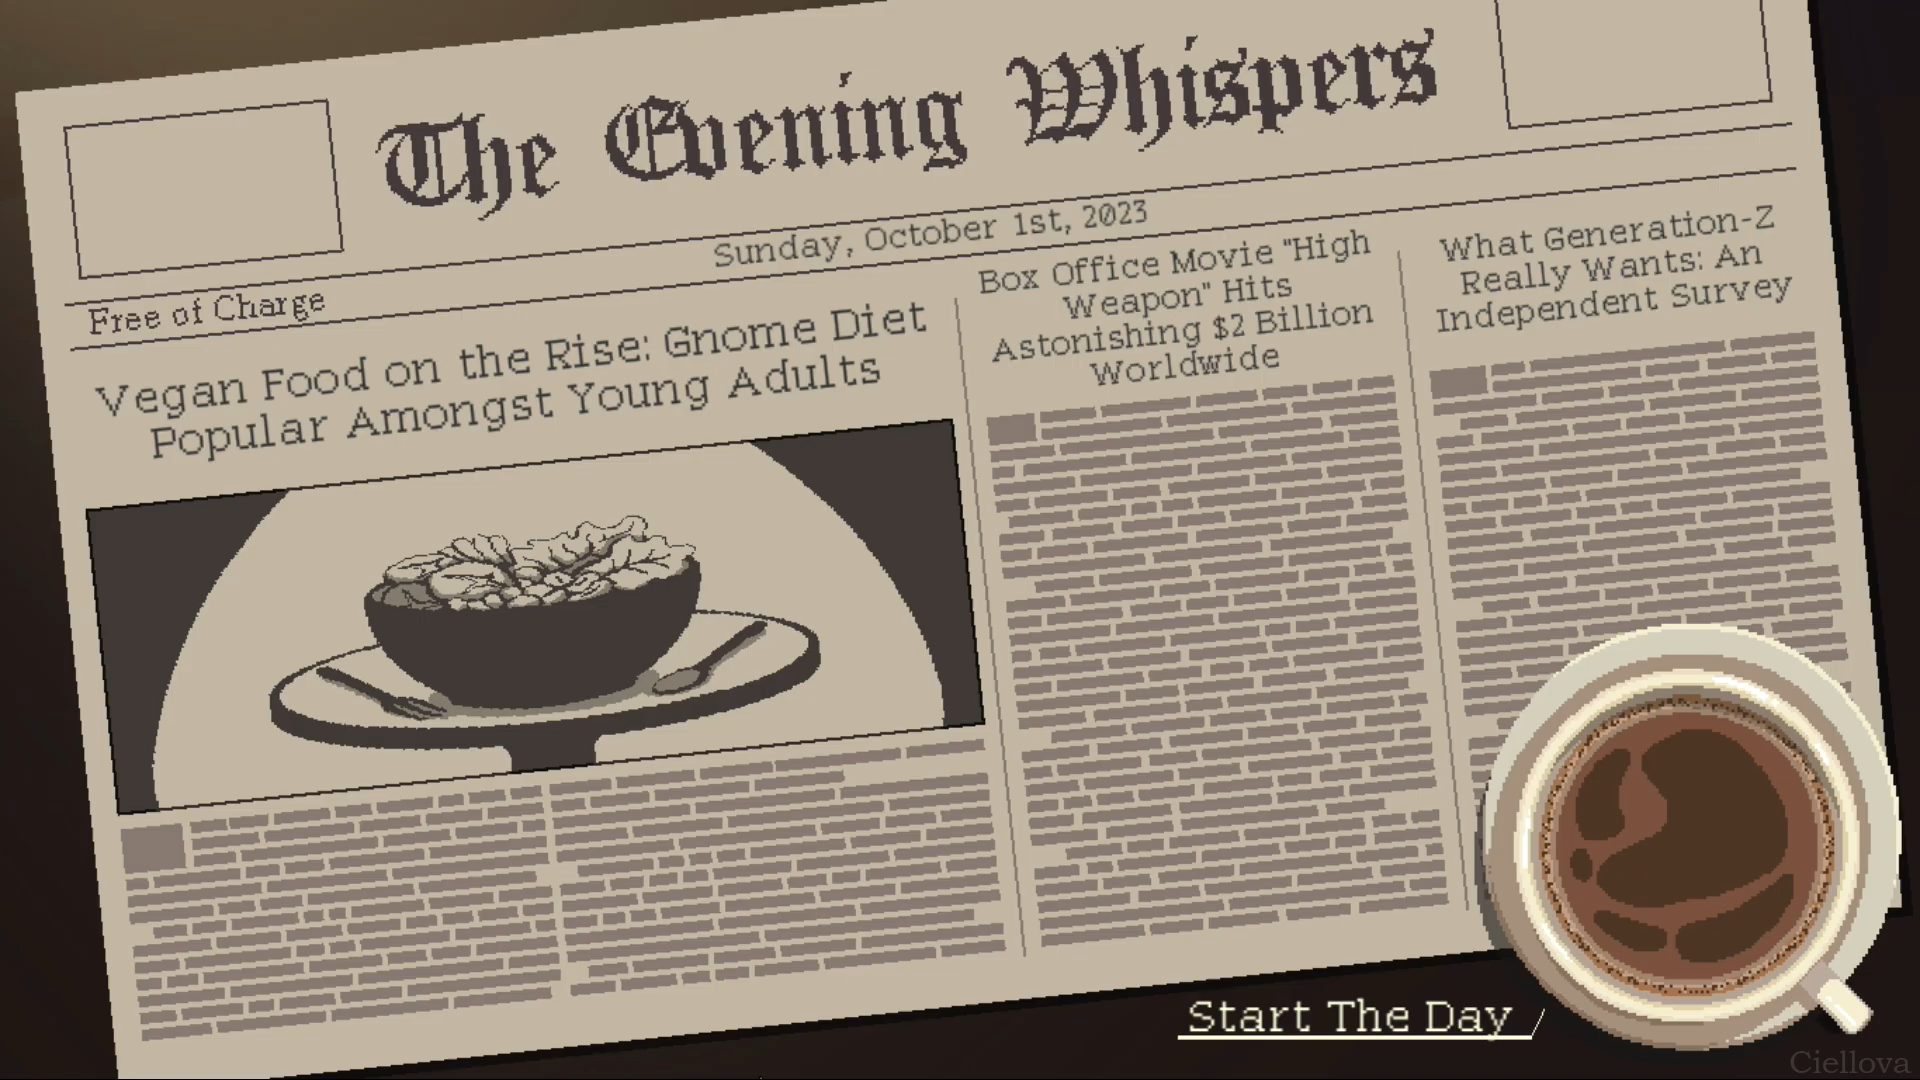 The Evening Whispers
Sunday, October 1st, 2023
Free of Charge
Vegan Food on the Rise: Gnome Diet
Popular Amongst Young Adults
Box Office Movie "High
Weapon" Hits
Astonishing $2 Billion
Worldwide
What Generation-Z
Really Wants: An
Independent Survey
Start The Day
Ciellova